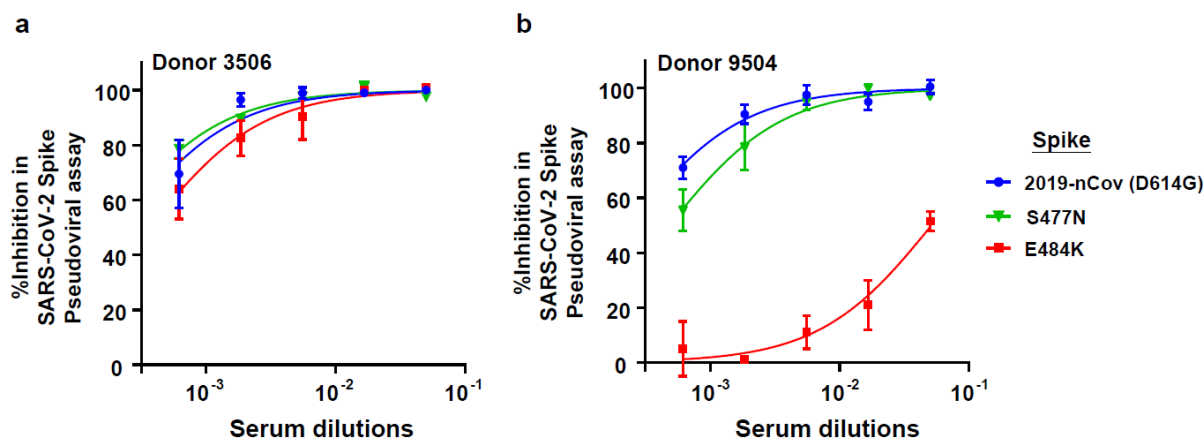 a
Donor 3506
%Inhibition in
SARS-CoV-2 Spike
Pseudoviral assay
100
80
60
40
20
0
10-3
10-2
10-1
Serum dilutions
b
Donor 9504
%Inhibition in
SARS-CoV-2 Spike
Pseudoviral assay
100
80
60
40
20
0
10-3
10-2
10-1
Serum dilutions
Spike
2019-nCov (D614G)
S477N
E484K